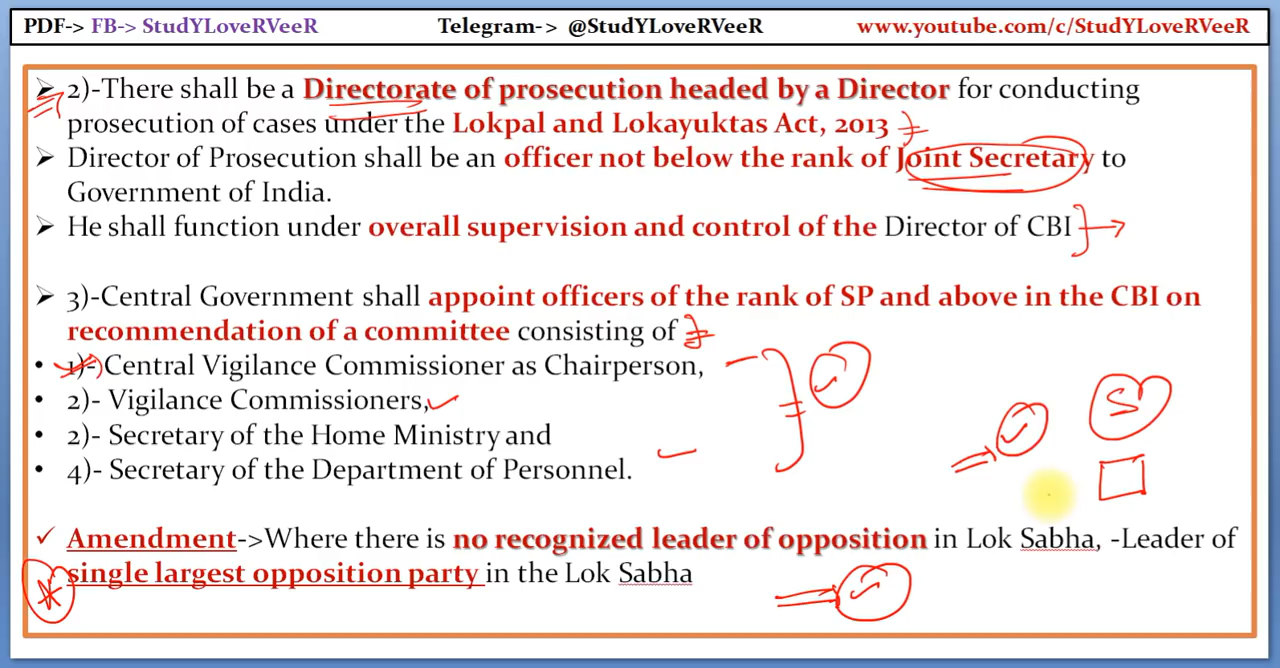 PDF-> FB-> StudYLoveRVeeR Telegram-> @StudYLoveRVeeR www.youtube.com/c/StudYLoveRVeeR
➢ 2)-There shall be a Directorate of prosecution headed by a Director for conducting
prosecution of cases under the Lokpal and Lokayuktas Act, 2013
➢ Director of Prosecution shall be an officer not below the rank of Joint Secretary to
Government of India.
➢ He shall function under overall supervision and control of the Director of CBI
➢ 3)-Central Government shall appoint officers of the rank of SP and above in the CBI on
recommendation of a committee consisting of
• 1)-) Central Vigilance Commissioner as Chairperson,
• 2)- Vigilance Commissioners,
• 2)- Secretary of the Home Ministry and
• 4)- Secretary of the Department of Personnel.
✓ Amendment->Where there is no recognized leader of opposition in Lok Sabha, -Leader of
single largest opposition party in the Lok Sabha